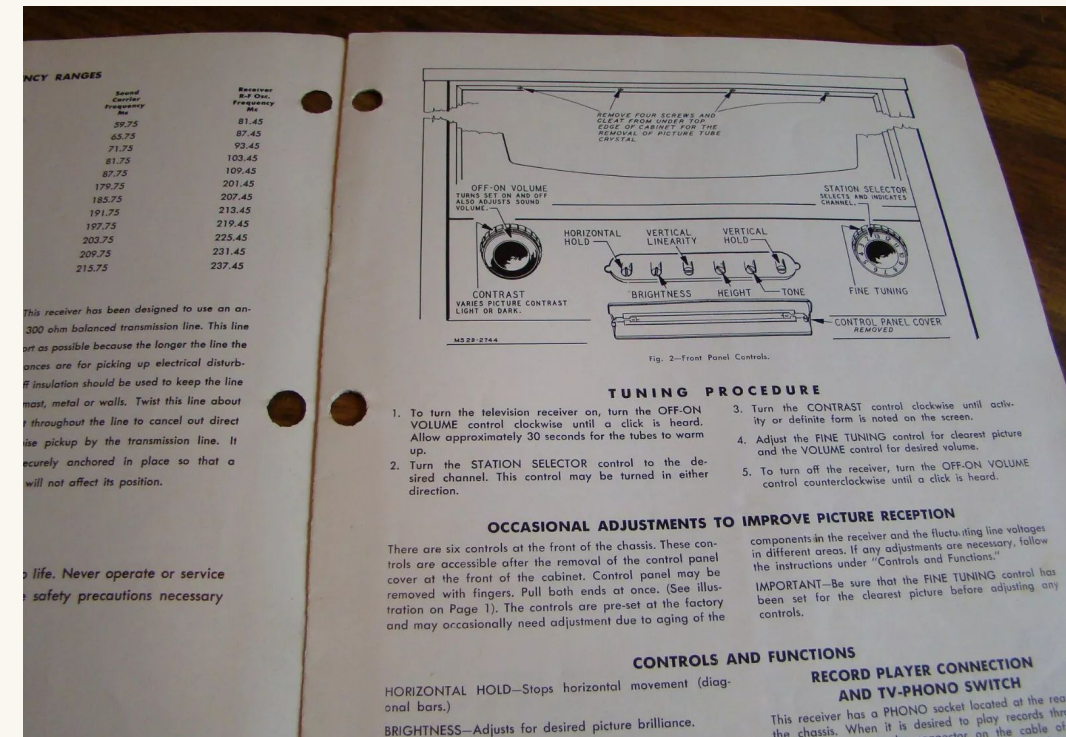 NCY RANGES
Sound
Carrier
Frequency
Mc
Receiver
R-F Osc.
Frequency
Mc
59.75 81.45
65.75 87.45
71.75 93.45
81.75 103.45
87.75 109.45
179.75 201.45
185.75 207.45
191.75 213.45
197.75 219.45
203.75 225.45
209.75 231.45
215.75 237.45
This receiver has been designed to use an an-
300 ohm balanced transmission line. This line
ort as possible because the longer the line the
ances are for picking up electrical disturb-
ff insulation should be used to keep the line
mast, metal or walls. Twist this line about
t throughout the line to cancel out direct
ise pickup by the transmission line. It
ecurely anchored in place so that a
will not affect its position.
o life. Never operate or service
safety precautions necessary
REMOVE FOUR SCREWS AND
CLEAT FROM UNDER TOP
EDGE OF CABINET FOR THE
REMOVAL OF PICTURE TUBE
CRYSTAL
OFF-ON VOLUME
TURNS SET ON AND OFF
ALSO ADJUSTS SOUND
VOLUME.
STATION SELECTOR
SELECTS AND INDICATES
CHANNEL.
HORIZONTAL
HOLD
VERTICAL
LINEARITY
VERTICAL
HOLD
CONTRAST
VARIES PICTURE CONTRAST
LIGHT OR DARK.
BRIGHTNESS
HEIGHT
TONE
FINE TUNING
CONTROL PANEL COVER
REMOVED
MS29-2744
Fig. 2—Front Panel Controls.
TUNING PROCEDURE
1. To turn the television receiver on, turn the OFF-ON
VOLUME control clockwise until a click is heard.
Allow approximately 30 seconds for the tubes to warm
up.
2. Turn the STATION SELECTOR control to the de-
sired channel. This control may be turned in either
direction.
3. Turn the CONTRAST control clockwise until activ-
ity or definite form is noted on the screen.
4. Adjust the FINE TUNING control for clearest picture
and the VOLUME control for desired volume.
5. To turn off the receiver, turn the OFF-ON VOLUME
control counterclockwise until a click is heard.
OCCASIONAL ADJUSTMENTS TO IMPROVE PICTURE RECEPTION
There are six controls at the front of the chassis. These con-
trols are accessible after the removal of the control panel
cover at the front of the cabinet. Control panel may be
removed with fingers. Pull both ends at once. (See illus-
tration on Page 1). The controls are pre-set at the factory
and may occasionally need adjustment due to aging of the
components in the receiver and the fluctuating line voltages
in different areas. If any adjustments are necessary, follow
the instructions under "Controls and Functions."
IMPORTANT—Be sure that the FINE TUNING control has
been set for the clearest picture before adjusting any
controls.
CONTROLS AND FUNCTIONS
HORIZONTAL HOLD—Stops horizontal movement (diag-
onal bars.)
BRIGHTNESS—Adjusts for desired picture brilliance.
RECORD PLAYER CONNECTION
AND TV-PHONO SWITCH
This receiver has a PHONO socket located at the rea
the chassis. When it is desired to play records thr
connector on the cable of